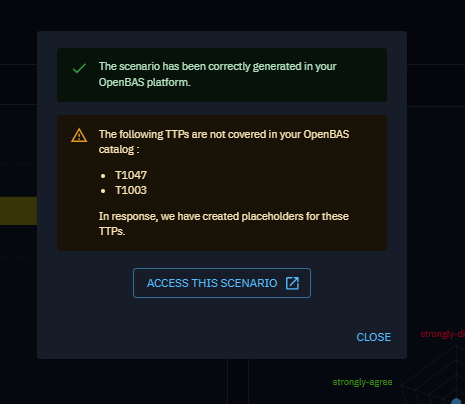 The scenario has been correctly generated in your
OpenBAS platform.
The following TTPs are not covered in your OpenBAS
catalog :
• T1047
• T1003
In response, we have created placeholders for these
TTPs.
ACCESS THIS SCENARIO
CLOSE
strongly-di
strongly-agree